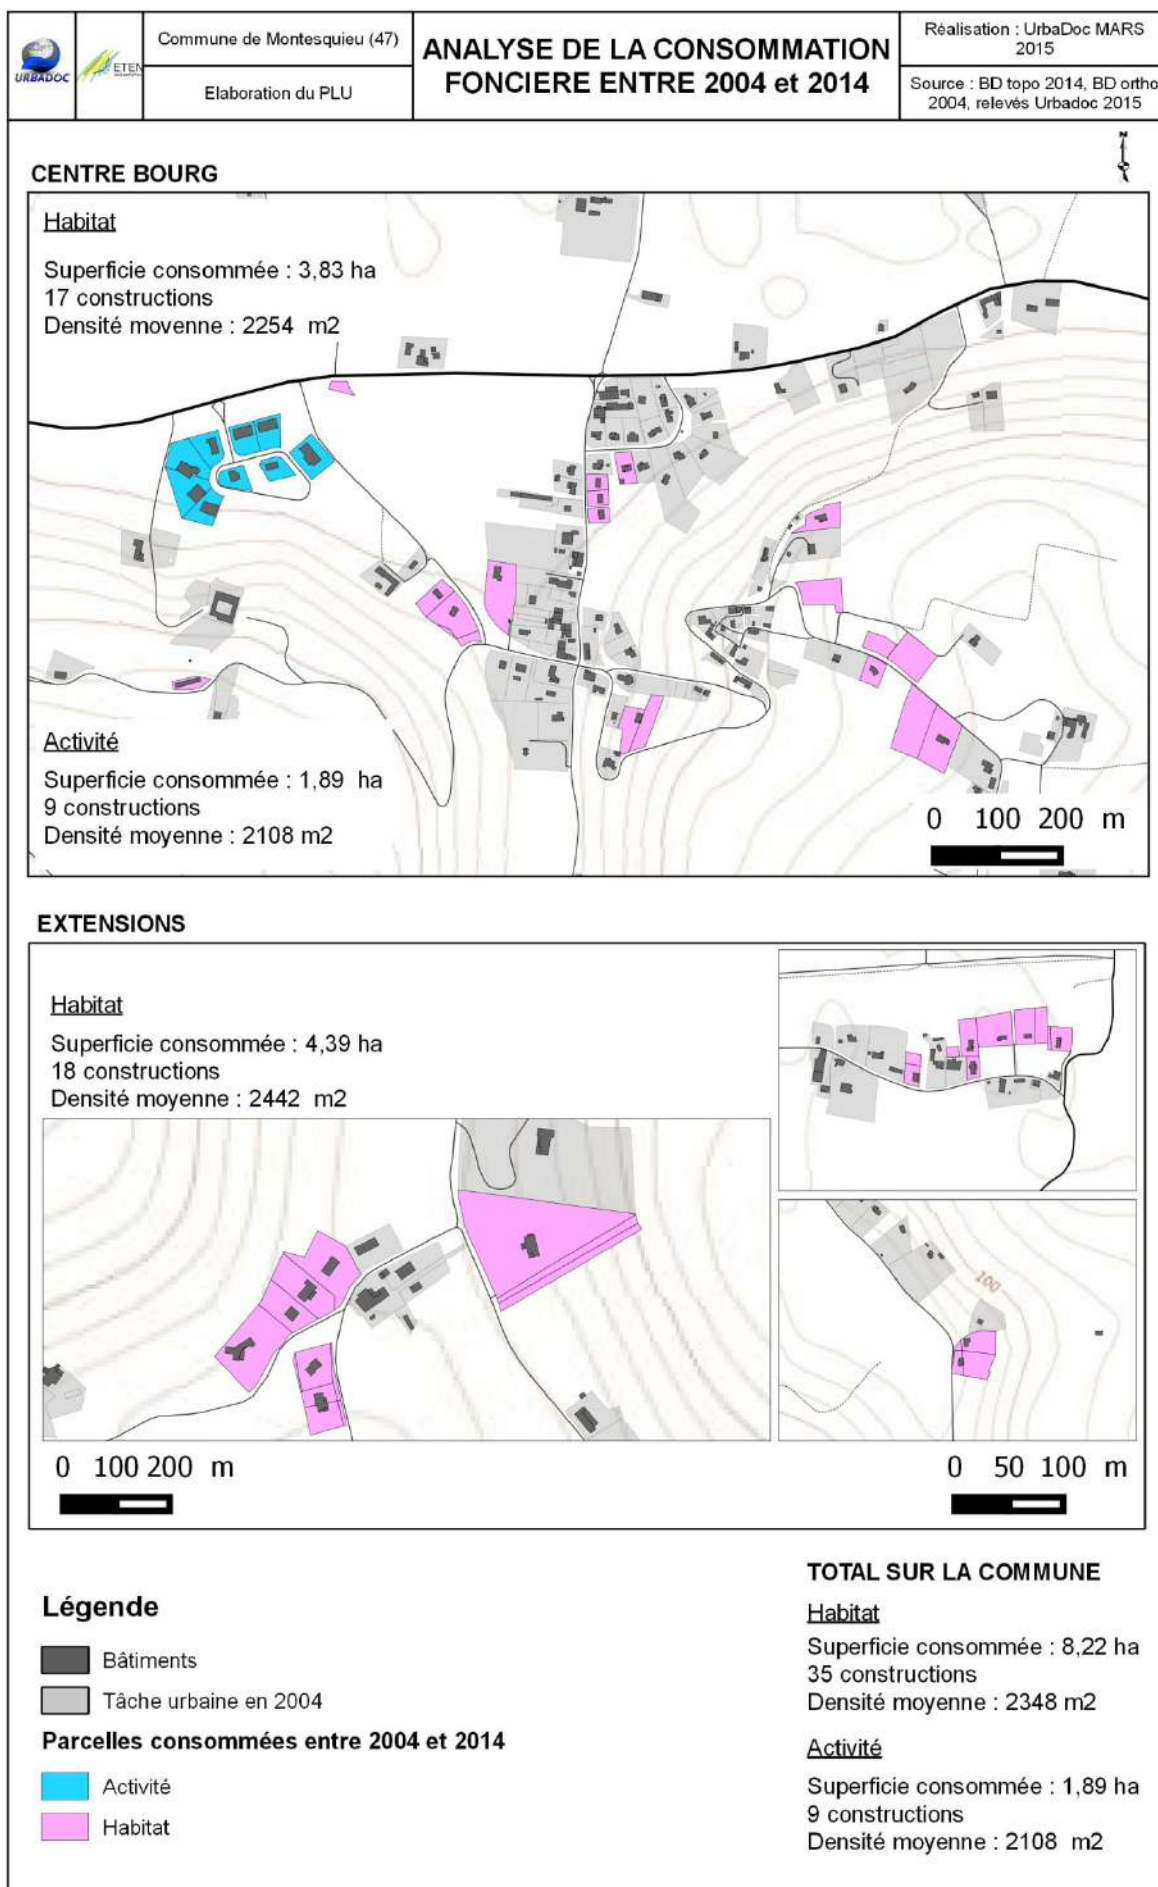 URBADOC
ETEN
Commune de Montesquieu (47)
Elaboration du PLU
ANALYSE DE LA CONSOMMATION
FONCIERE ENTRE 2004 et 2014
Réalisation : UrbaDoc MARS
2015
Source : BD topo 2014, BD ortho
2004, relevés Urbadoc 2015
N
CENTRE BOURG
Habitat
Superficie consommée : 3,83 ha
17 constructions
Densité movenne : 2254 m2
Activité
Superficie consommée : 1,89 ha
9 constructions
Densité moyenne : 2108 m2
0 100 200 m
EXTENSIONS
Habitat
Superficie consommée : 4,39 ha
18 constructions
Densité moyenne : 2442 m2
100
0 100 200 m
0 50 100 m
Légende
Bâtiments
Tâche urbaine en 2004
Parcelles consommées entre 2004 et 2014
Activité
Habitat
TOTAL SUR LA COMMUNE
Habitat
Superficie consommée : 8,22 ha
35 constructions
Densité moyenne : 2348 m2
Activité
Superficie consommée : 1,89 ha
9 constructions
Densité moyenne : 2108 m2